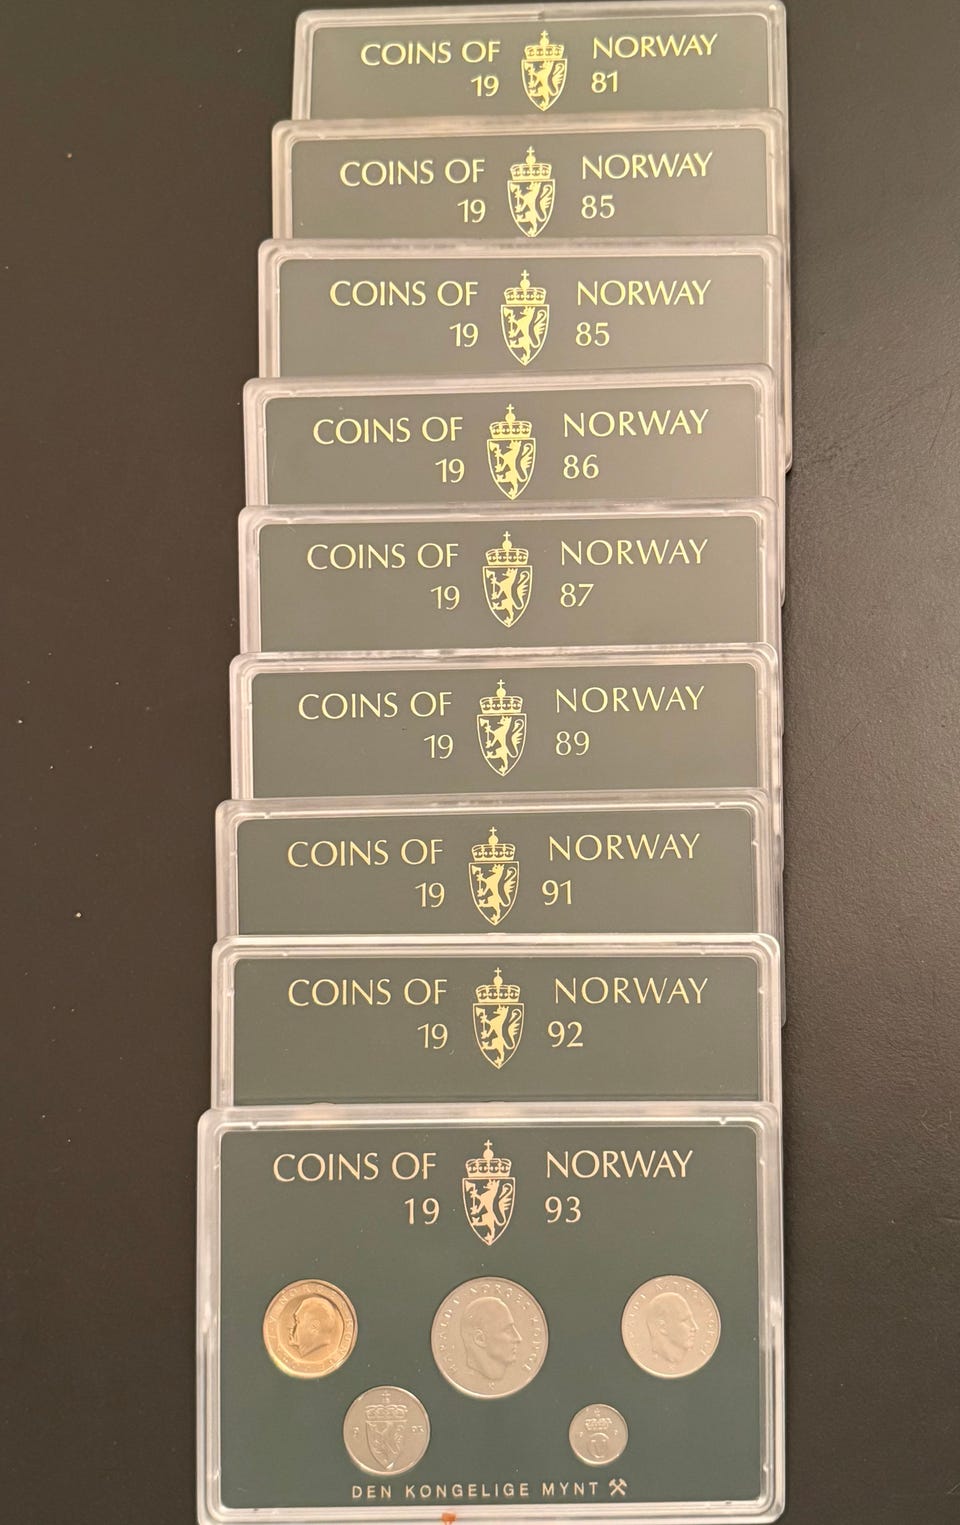 COINS OF NORWAY
19 81
COINS OF NORWAY
19 85
COINS OF NORWAY
19 85
COINS OF NORWAY
19 86
COINS OF NORWAY
19 87
COINS OF NORWAY
19 89
COINS OF NORWAY
19 91
COINS OF NORWAY
19 92
COINS OF NORWAY
19 93
DEN KONGELIGE MYNT